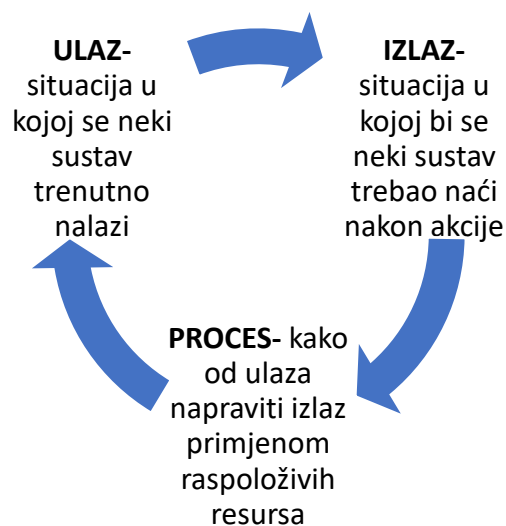 ULAZ-
situacija u
kojoj se neki
sustav
trenutno
nalazi
IZLAZ-
situacija u
kojoj bi se
neki sustav
trebao naći
nakon akcije
PROCES- kako
od ulaza
napraviti izlaz
primjenom
raspoloživih
resursa